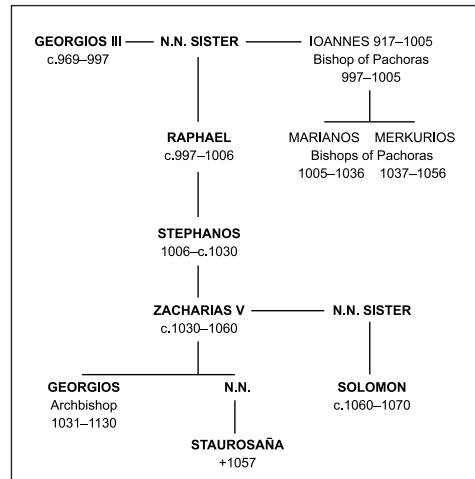 GEORGIOS III N.N. SISTER IOANNES 917–1005
c.969–997 Bishop of Pachoras
997–1005
RAPHAEL MARIANOS MERKURIOS
c.997–1006 Bishops of Pachoras
1005–1036 1037–1056
STEPHANOS
1006–c.1030
ZACHARIAS V N.N. SISTER
c.1030–1060
GEORGIOS N.N. SOLOMON
Archbishop c.1060–1070
1031–1130
STAUROSAÑA
+1057